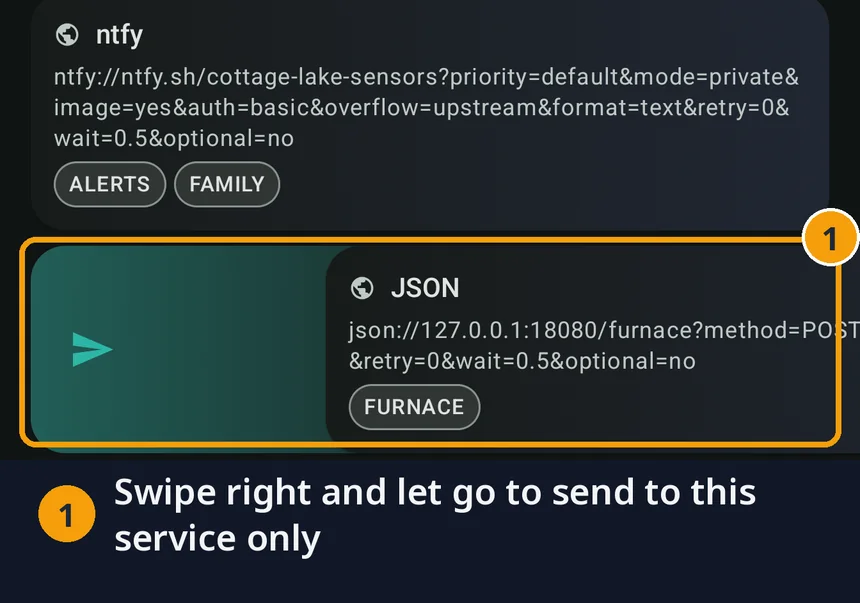 ntfy
ntfy://ntfy.sh/cottage-lake-sensors?priority=default&mode=private&
image=yes&auth=basic&overflow=upstream&format=text&retry=0&
wait=0.5&optional=no
ALERTS FAMILY
1
JSON
json://127.0.0.1:18080/furnace?method=POST
&retry=0&wait=0.5&optional=no
FURNACE
1 Swipe right and let go to send to this
service only